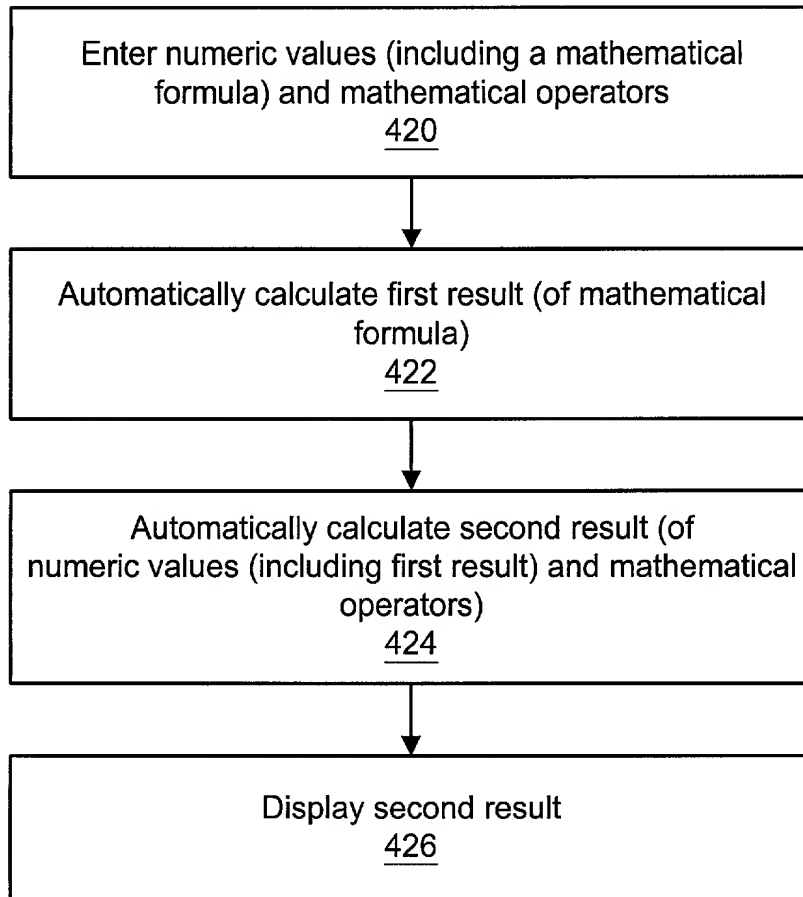 Enter numeric values (including a mathematical
formula) and mathematical operators
420
Automatically calculate first result (of mathematical
formula)
422
Automatically calculate second result (of
numeric values (including first result) and mathematical
operators)
424
Display second result
426